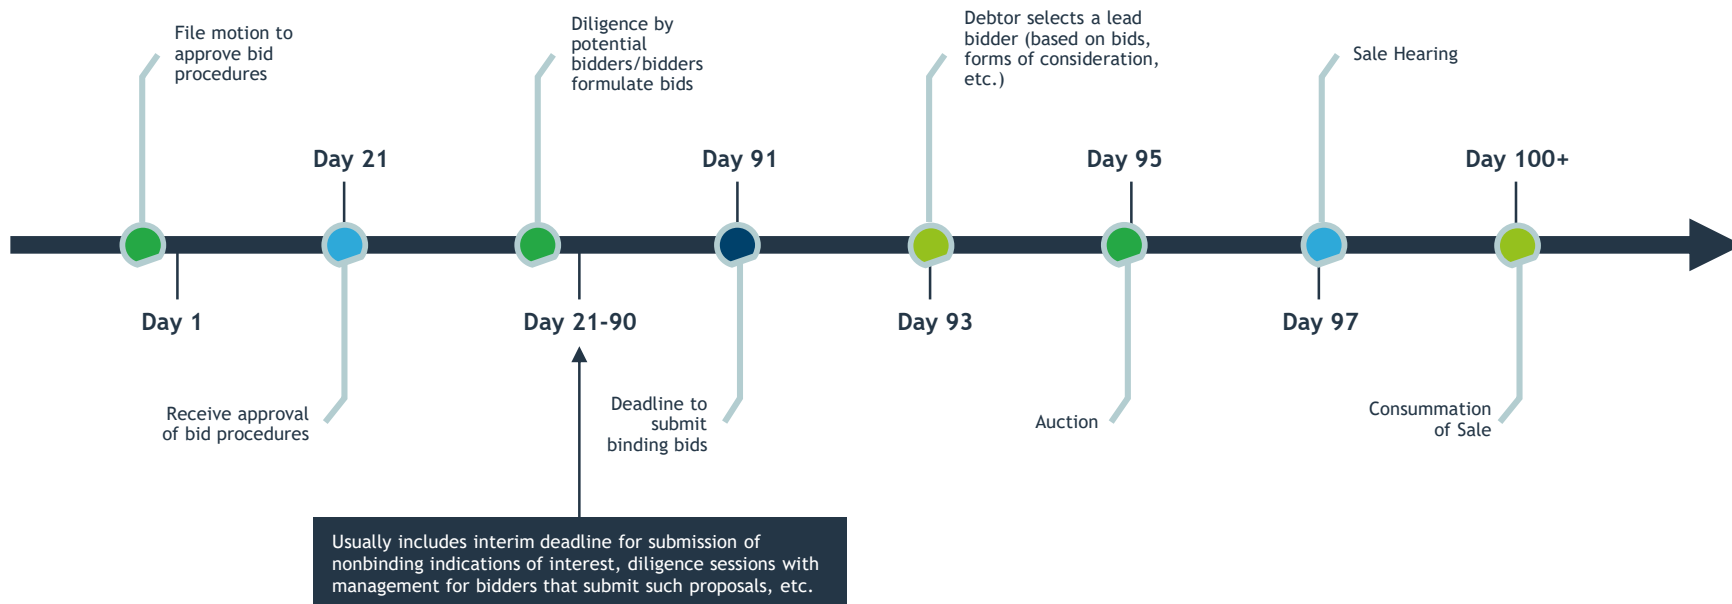 File motion to
approve bid
procedures
Diligence by
potential
bidders/bidders
formulate bids
Debtor selects a lead
bidder (based on bids,
forms of consideration,
etc.)
Sale Hearing
Day 21
Day 91
Day 95
Day 100+
Day 1
Day 21-90
Day 93
Day 97
Receive approval
of bid procedures
Deadline to
submit
binding bids
Auction
Consummation
of Sale
Usually includes interim deadline for submission of
nonbinding indications of interest, diligence sessions with
management for bidders that submit such proposals, etc.